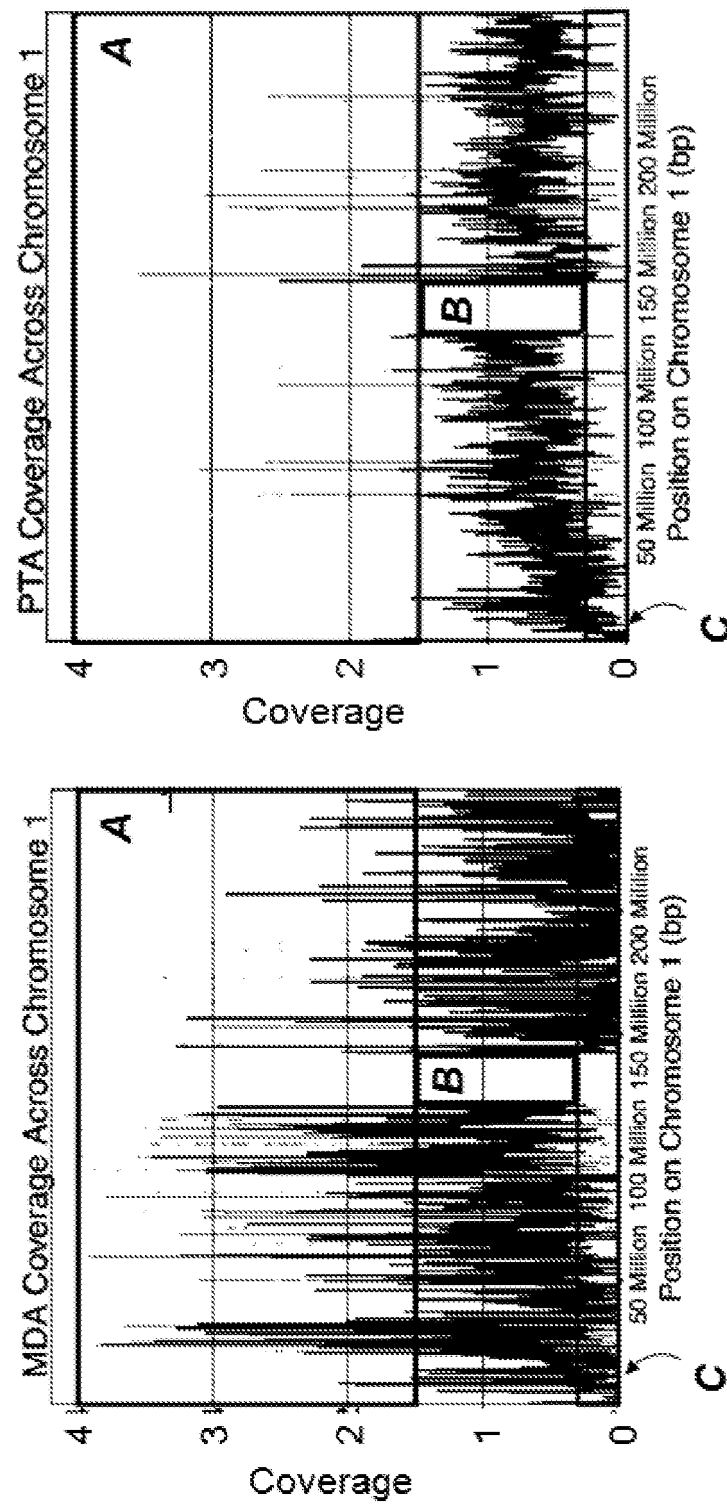 MDA Coverage Across Chromosome 1
A
B
4
3
2
1
0
Coverage
50 Million 100 Million 150 Million 200 Million
Position on Chromosome 1 (bp)
C
PTA Coverage Across Chromosome 1
A
B
4
3
2
1
0
Coverage
50 Million 100 Million 150 Million 200 Million
Position on Chromosome 1 (bp)
C